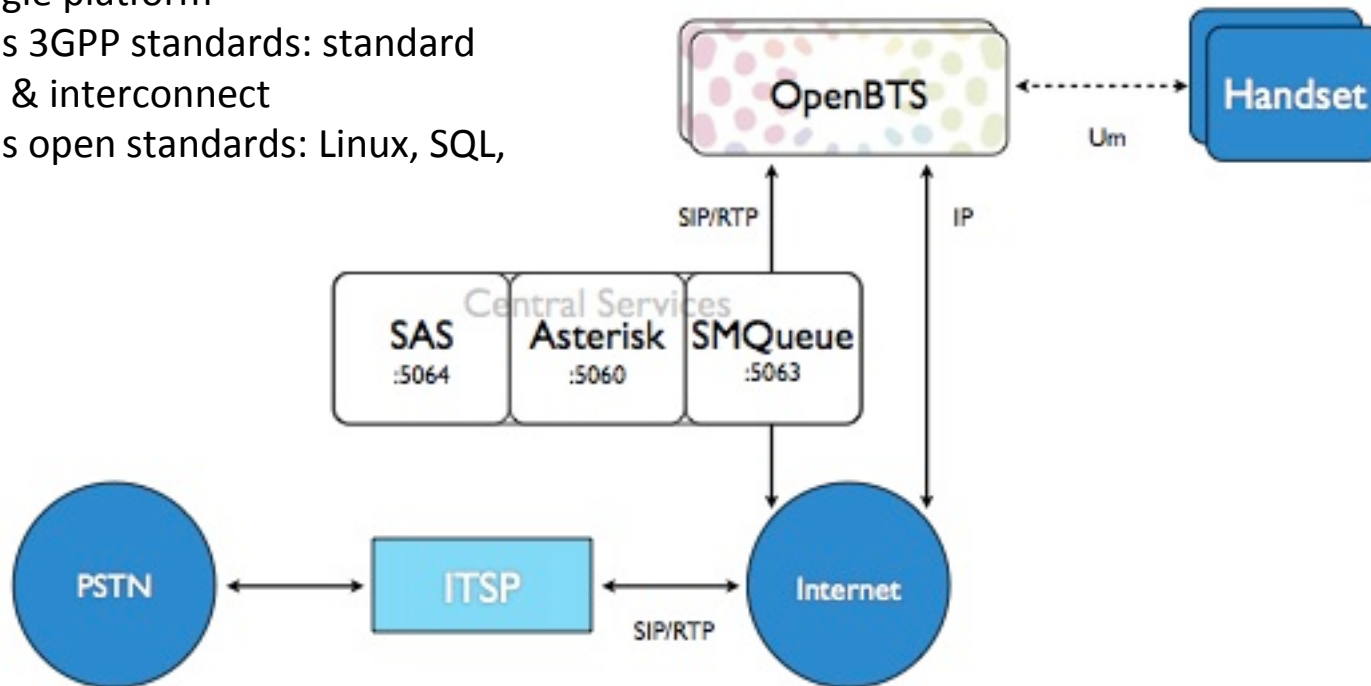 platform
s 3GPP standards: standard
& interconnect
s open standards: Linux, SQL,
OpenBTS
Handset
Um
SIP/RTP
IP
Central Services
SAS
Asterisk
SMQueue
:5064
:5060
:5063
PSTN
ITSP
Internet
SIP/RTP